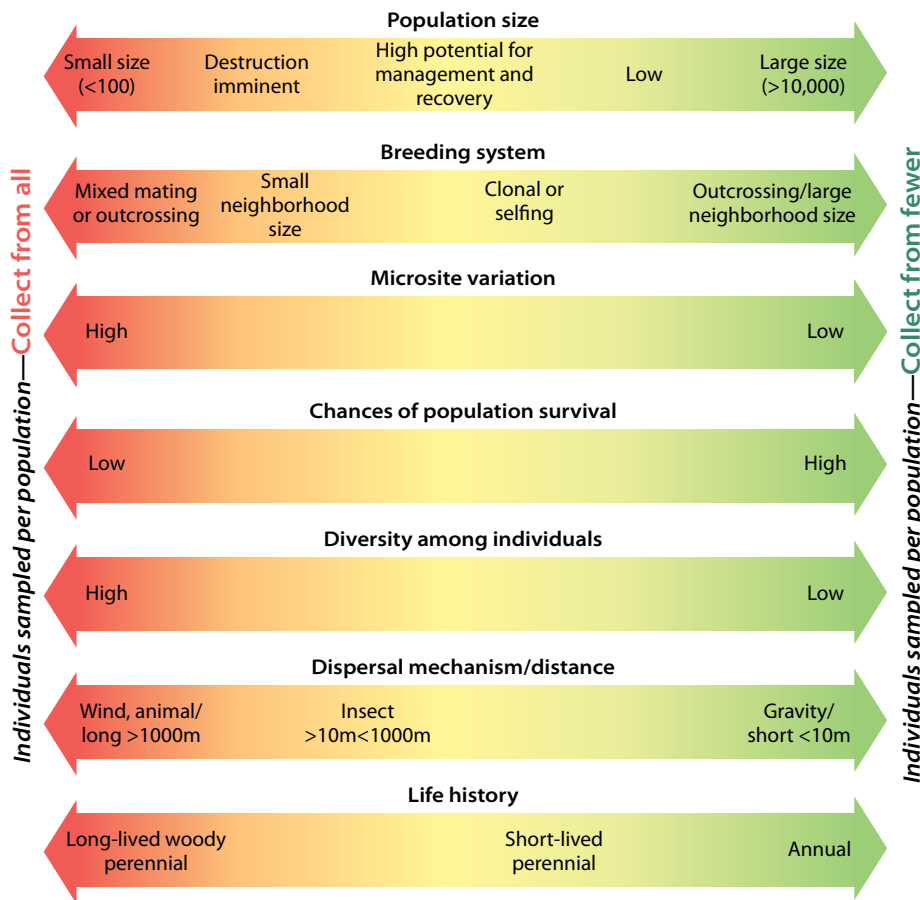 Population size
Small size
(<100)
Destruction
imminent
High potential for
management and
recovery
Low
Large size
(>10,000)
Breeding system
Mixed mating
or outcrossing
Small
neighborhood
size
Clonal or
selfing
Outcrossing/large
neighborhood size
Microsite variation
High
Low
Chances of population survival
Low
High
Diversity among individuals
High
Low
Dispersal mechanism/distance
Wind, animal/
long >1000m
Insect
>10m<1000m
Gravity/
short <10m
Life history
Long-lived woody
perennial
Short-lived
perennial
Annual
Individuals sampled per population—Collect from all
Individuals sampled per population—Collect from fewer